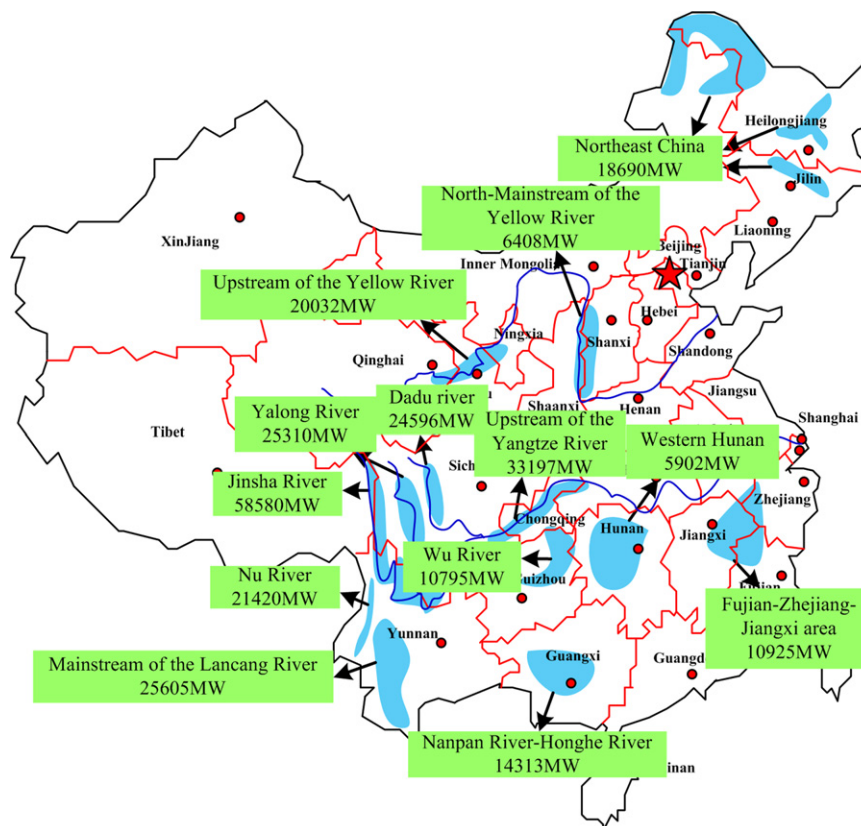 Heilongjiang
Northeast China
18690MW
Jilin
North-Mainstream of the
Yellow River
6408MW
Liaoning
XinJiang
Beijing
Inner Mongolia
Tianjin
Upstream of the Yellow River
20032MW
Hebei
Ningxia
Shanxi
Shandong
Qinghai
Jiangsu
Dadu river
24596MW
Shaanxi
Henan
Yalong River
25310MW
Upstream of the
Yangtze River
33197MW
Shanghai
Tibet
Western Hunan
5902MW
Jinsha River
58580MW
Zhejiang
Chongqing
Hunan
Jiangxi
Wu River
10795MW
Nu River
21420MW
Fujian-Zhejiang-
Jiangxi area
10925MW
Yunnan
Mainstream of the Lancang River
25605MW
Guangxi
Nanpan River-Honghe River
14313MW